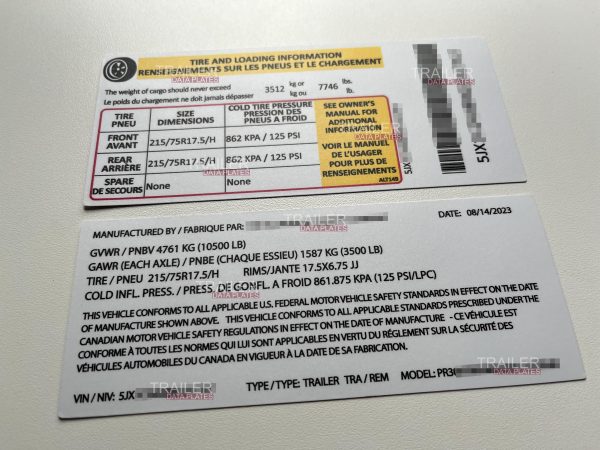 TIRE AND LOADING INFORMATION
RENSEIGNEMENTS SUR LES PNEUS ET LE CHARGEMENT
The weight of cargo should never exceed 3512 kg or 7746 lbs.
Le poids du chargement ne doit jamais dépasser kg ou lb.
TIRE PNEU
SIZE DIMENSIONS
COLD TIRE PRESSURE PRESSION DES PNEUS A FROID
FRONT AVANT
215/75R17.5/H
862 KPA / 125 PSI
REAR ARRIÈRE
215/75R17.5/H
862 KPA / 125 PSI
SPARE DE SECOURS
None
None
SEE OWNER'S
MANUAL FOR
ADDITIONAL
INFORMATION
VOIR LE MANUEL
DE L'USAGER
POUR PLUS DE
RENSEIGNEMENTS
5JX
5JX
MANUFACTURED BY / FABRIQUE PAR:
DATE: 08/14/2023
GVWR / PNBV 4761 KG (10500 LB)
GAWR (EACH AXLE) / PNBE (CHAQUE ESSIEU) 1587 KG (3500 LB)
TIRE / PNEU 215/75R17.5/H RIMS/JANTE 17.5X6.75 JJ
COLD INFL. PRESS. / PRESS. DE GONFL. A FROID 861.875 KPA (125 PSI/LPC)
THIS VEHICLE CONFORMS TO ALL APPLICABLE U.S. FEDERAL MOTOR VEHICLE SAFETY STANDARDS IN EFFECT ON THE DATE
OF MANUFACTURE SHOWN ABOVE. THIS VEHICLE CONFORMS TO ALL APPLICABLE STANDARDS PRESCRIBED UNDER THE
CANADIAN MOTOR VEHICLE SAFETY REGULATIONS IN EFFECT ON THE DATE OF MANUFACTURE - CE VÉHICULE EST
CONFORME À TOUTES LES NORMES QUI LUI SONT APPLICABLES EN VERTU DU RÉGLEMENT SUR LA SÉCURITÉ DES
VÉHICULES AUTOMOBILES DU CANADA EN VIGUEUR À LA DATE DE SA FABRICATION.
VIN / NIV: 5JX TYPE/TYPE: TRAILER TRA / REM MODEL: PR3
TRAILER
DATA PLATES